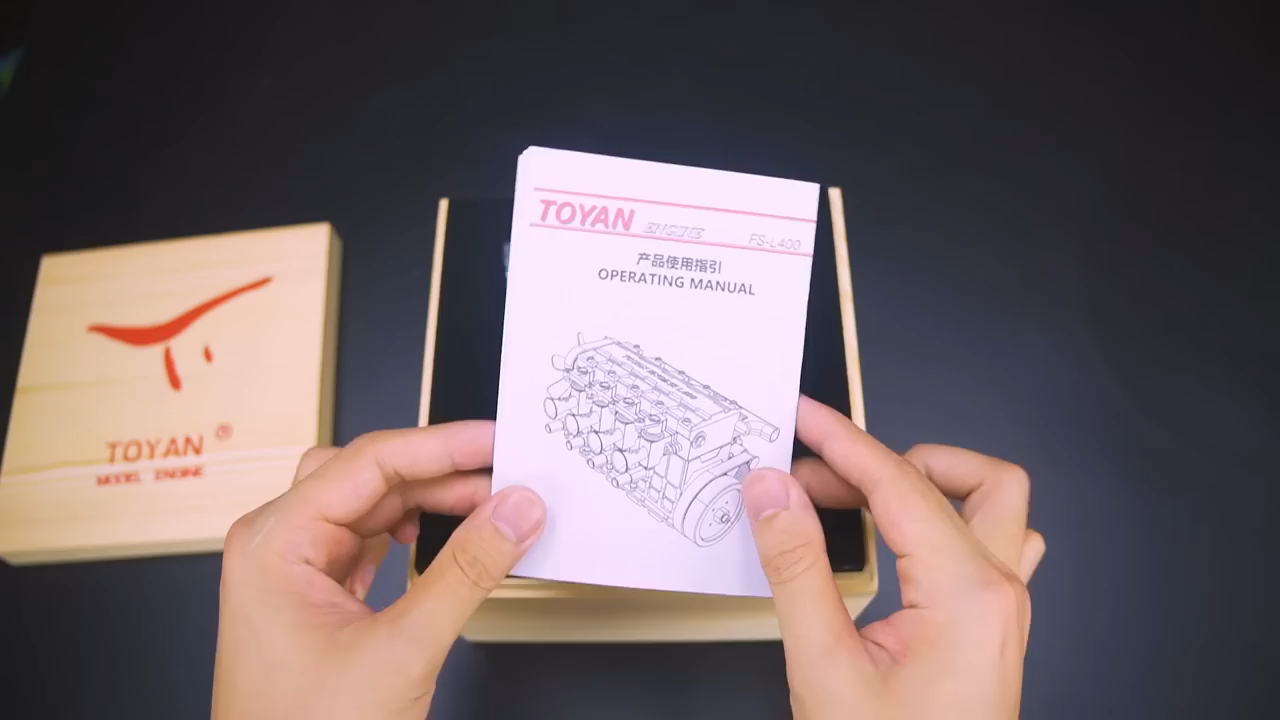 TOYAN ENGINE FS-L400
产品使用指引
OPERATING MANUAL
TOYAN ®
MODEL ENGINE